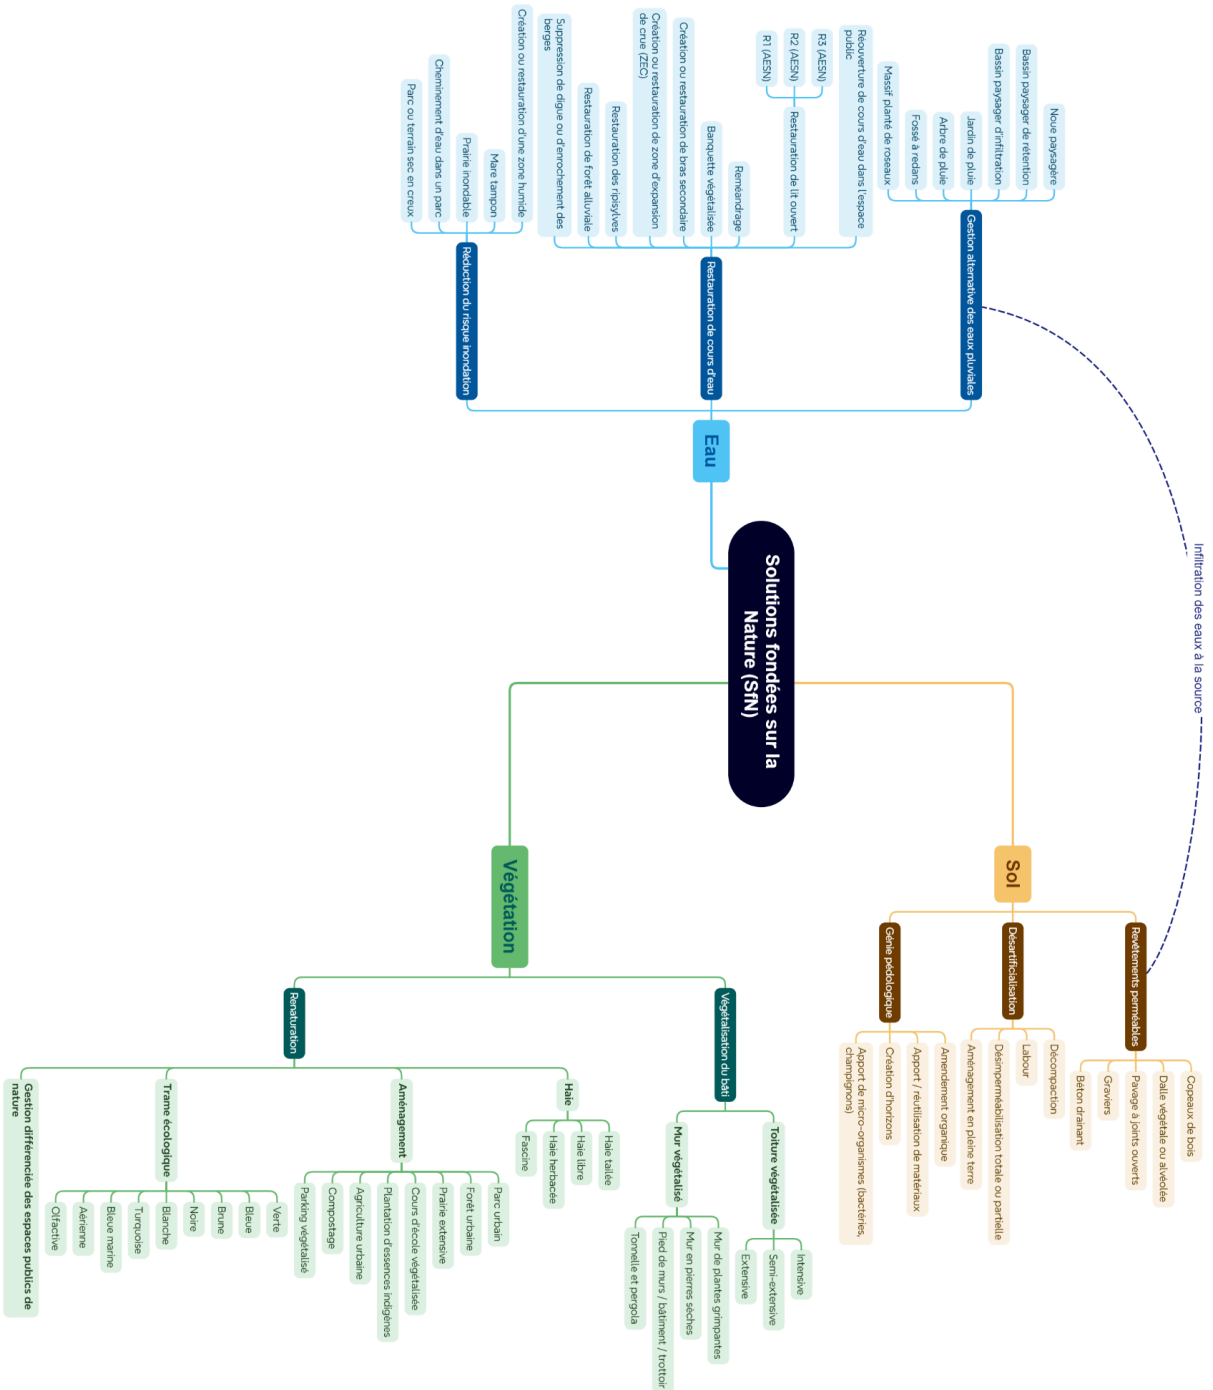 Solutions fondées sur la
Nature (SfN)
Eau
Gestion alternative des eaux pluviales
Noue paysagère
Bassin paysager de rétention
Bassin paysager d'infiltration
Jardin de pluie
Arbre de pluie
Fossé à redans
Massif planté de roseaux
Restauration de cours d'eau
Réouverture de cours d'eau dans l'espace
public
Restauration de lit ouvert
R3 (AESN)
R2 (AESN)
R1 (AESN)
Reméandrage
Banquette végétalisée
Création ou restauration de bras secondaire
Création ou restauration de zone d'expansion
de crue (ZEC)
Restauration des ripisylves
Restauration de forêt alluviale
Suppression de digue ou d'enrochement des
berges
Réduction du risque inondation
Création ou restauration d'une zone humide
Mare tampon
Prairie inondable
Cheminement d'eau dans un parc
Parc ou terrain sec en creux
Infiltration des eaux à la source
Sol
Revêtements perméables
Copeaux de bois
Dalle végétale ou alvéolée
Pavage à joints ouverts
Graviers
Béton drainant
Désartificialisation
Décompaction
Labour
Désimperméabilisation totale ou partielle
Aménagement en pleine terre
Génie pédologique
Amendement organique
Apport / réutilisation de matériaux
Création d'horizons
Apport de micro-organismes (bactéries,
champignons)
Végétation
Végétalisation du bâti
Toiture végétalisée
Intensive
Semi-extensive
Extensive
Mur végétalisé
Mur de plantes grimpantes
Mur en pierres sèches
Pied de murs / bâtiment / trottoir
Tonnelle et pergola
Renaturation
Haie
Haie taillée
Haie libre
Haie herbacée
Fascine
Aménagement
Parc urbain
Forêt urbaine
Prairie extensive
Cours d'école végétalisée
Plantation d'essences indigènes
Agriculture urbaine
Compostage
Parking végétalisé
Trame écologique
Verte
Bleue
Brune
Noire
Blanche
Turquoise
Bleue marine
Aérienne
Olfactive
Gestion différenciée des espaces publics de
nature